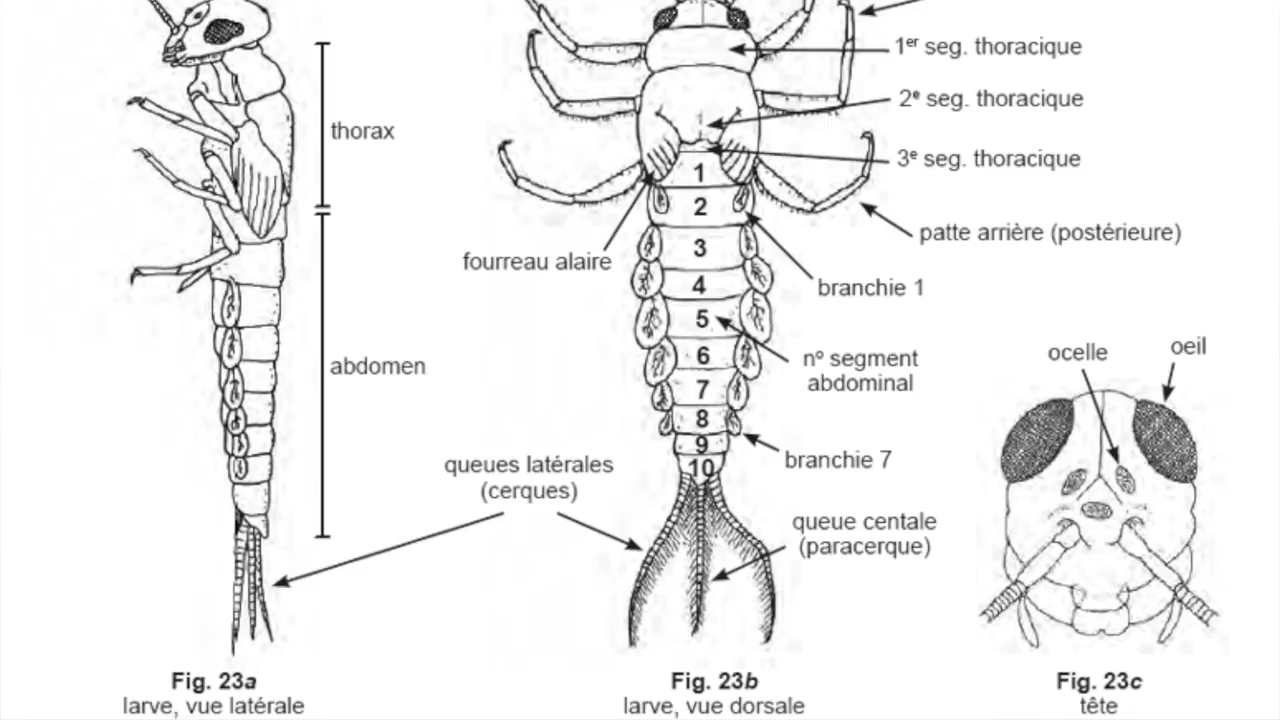 thorax
abdomen
1er seg. thoracique
2e seg. thoracique
3e seg. thoracique
1
2
3
4
5
6
7
8
9
10
fourreau alaire
patte arrière (postérieure)
branchie 1
nº segment
abdominal
branchie 7
queues latérales
(cerques)
queue centale
(paracerque)
ocelle
oeil
Fig. 23a
larve, vue latérale
Fig. 23b
larve, vue dorsale
Fig. 23c
tête